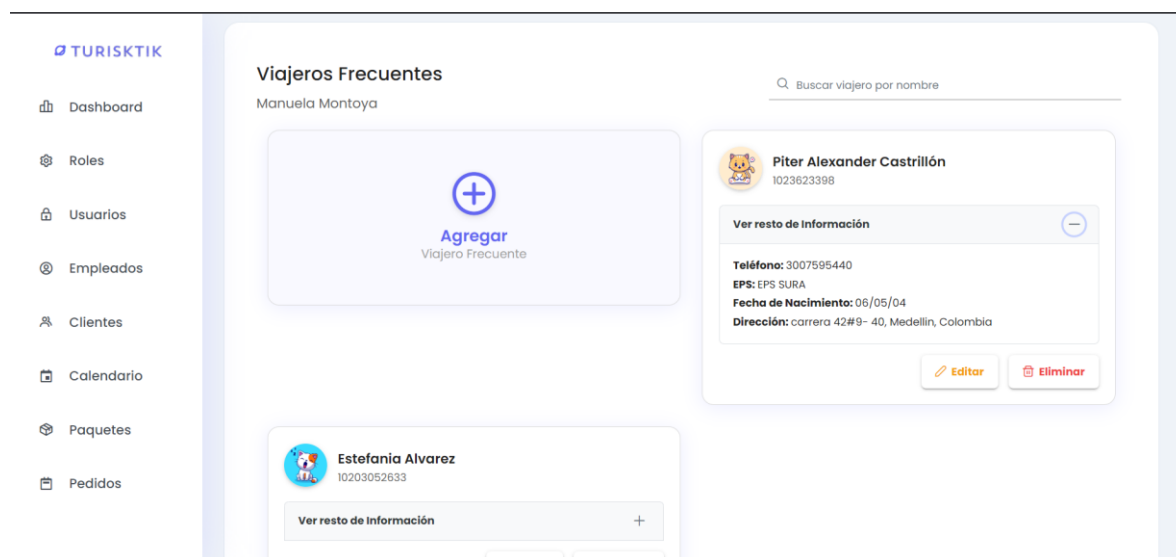 TURISKTIK
Dashboard
Roles
Usuarios
Empleados
Clientes
Calendario
Paquetes
Pedidos
Viajeros Frecuentes
Manuela Montoya
Buscar viajero por nombre
Agregar
Viajero Frecuente
Piter Alexander Castrillón
1023623398
Ver resto de Información
Teléfono: 3007595440
EPS: EPS SURA
Fecha de Nacimiento: 06/05/04
Dirección: carrera 42#9- 40, Medellin, Colombia
Editar
Eliminar
Estefania Alvarez
10203052633
Ver resto de Información